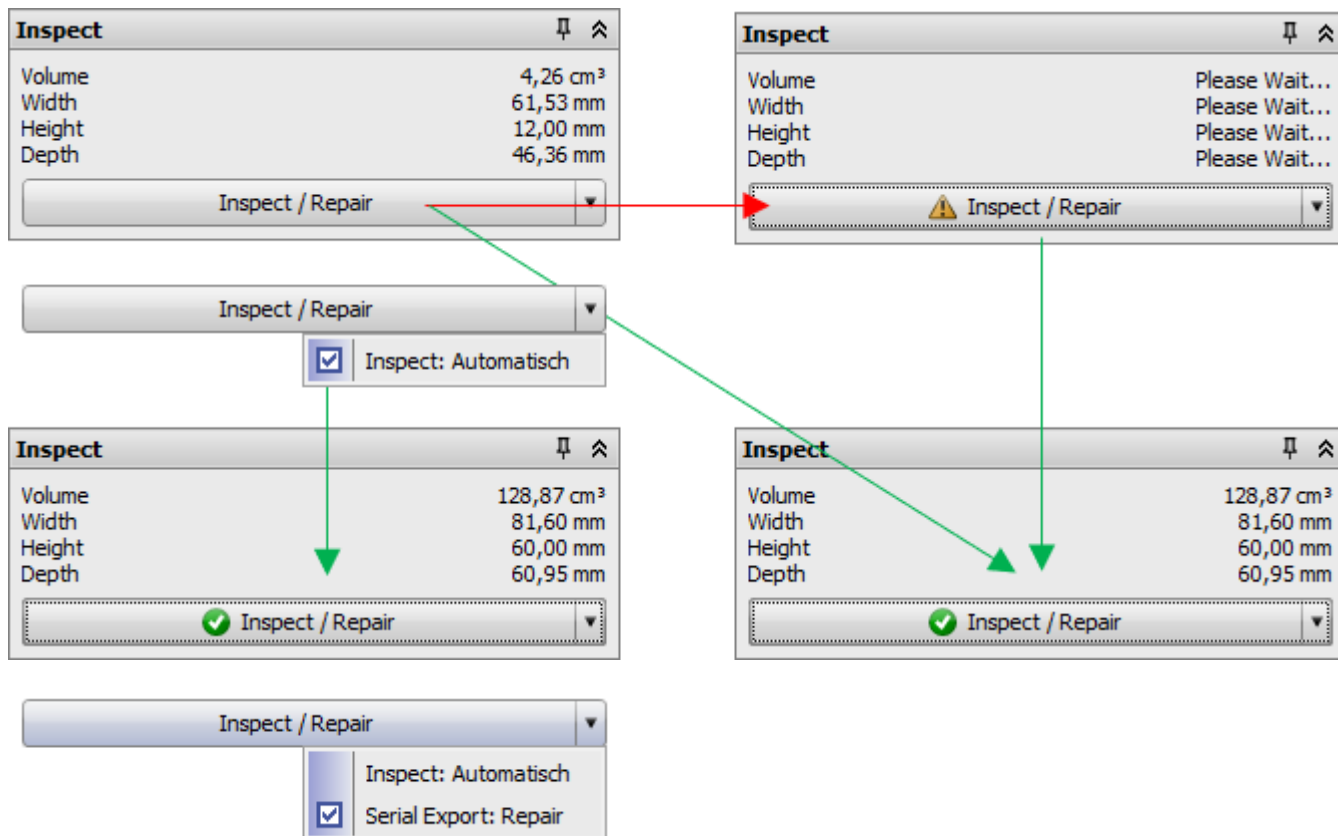 Inspect
Volume 4,26 cm³
Width 61,53 mm
Height 12,00 mm
Depth 46,36 mm
Inspect / Repair
Inspect
Volume Please Wait...
Width Please Wait...
Height Please Wait...
Depth Please Wait...
Inspect / Repair
Inspect / Repair
Inspect: Automatisch
Inspect
Volume 128,87 cm³
Width 81,60 mm
Height 60,00 mm
Depth 60,95 mm
Inspect / Repair
Inspect
Volume 128,87 cm³
Width 81,60 mm
Height 60,00 mm
Depth 60,95 mm
Inspect / Repair
Inspect / Repair
Inspect: Automatisch
Serial Export: Repair